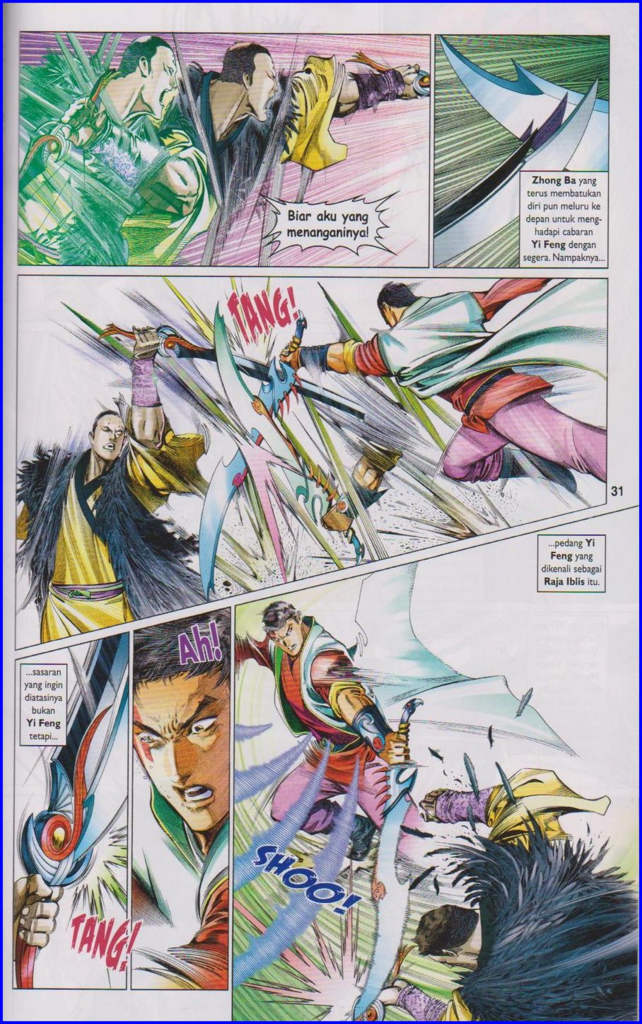 Biar aku yang
menanganinya!
Zhong Ba yang
terus membatukan
diri pun meluru ke
depan untuk meng-
hadapi cabaran
Yi Feng dengan
segera. Nampaknya...
TANG!
31
...sasaran
yang ingin
diatasinya
bukan
Yi Feng
tetapi...
TANG!
Ah!
...pedang Yi
Feng yang
dikenali sebagai
Raja Iblis itu.
SHOO!